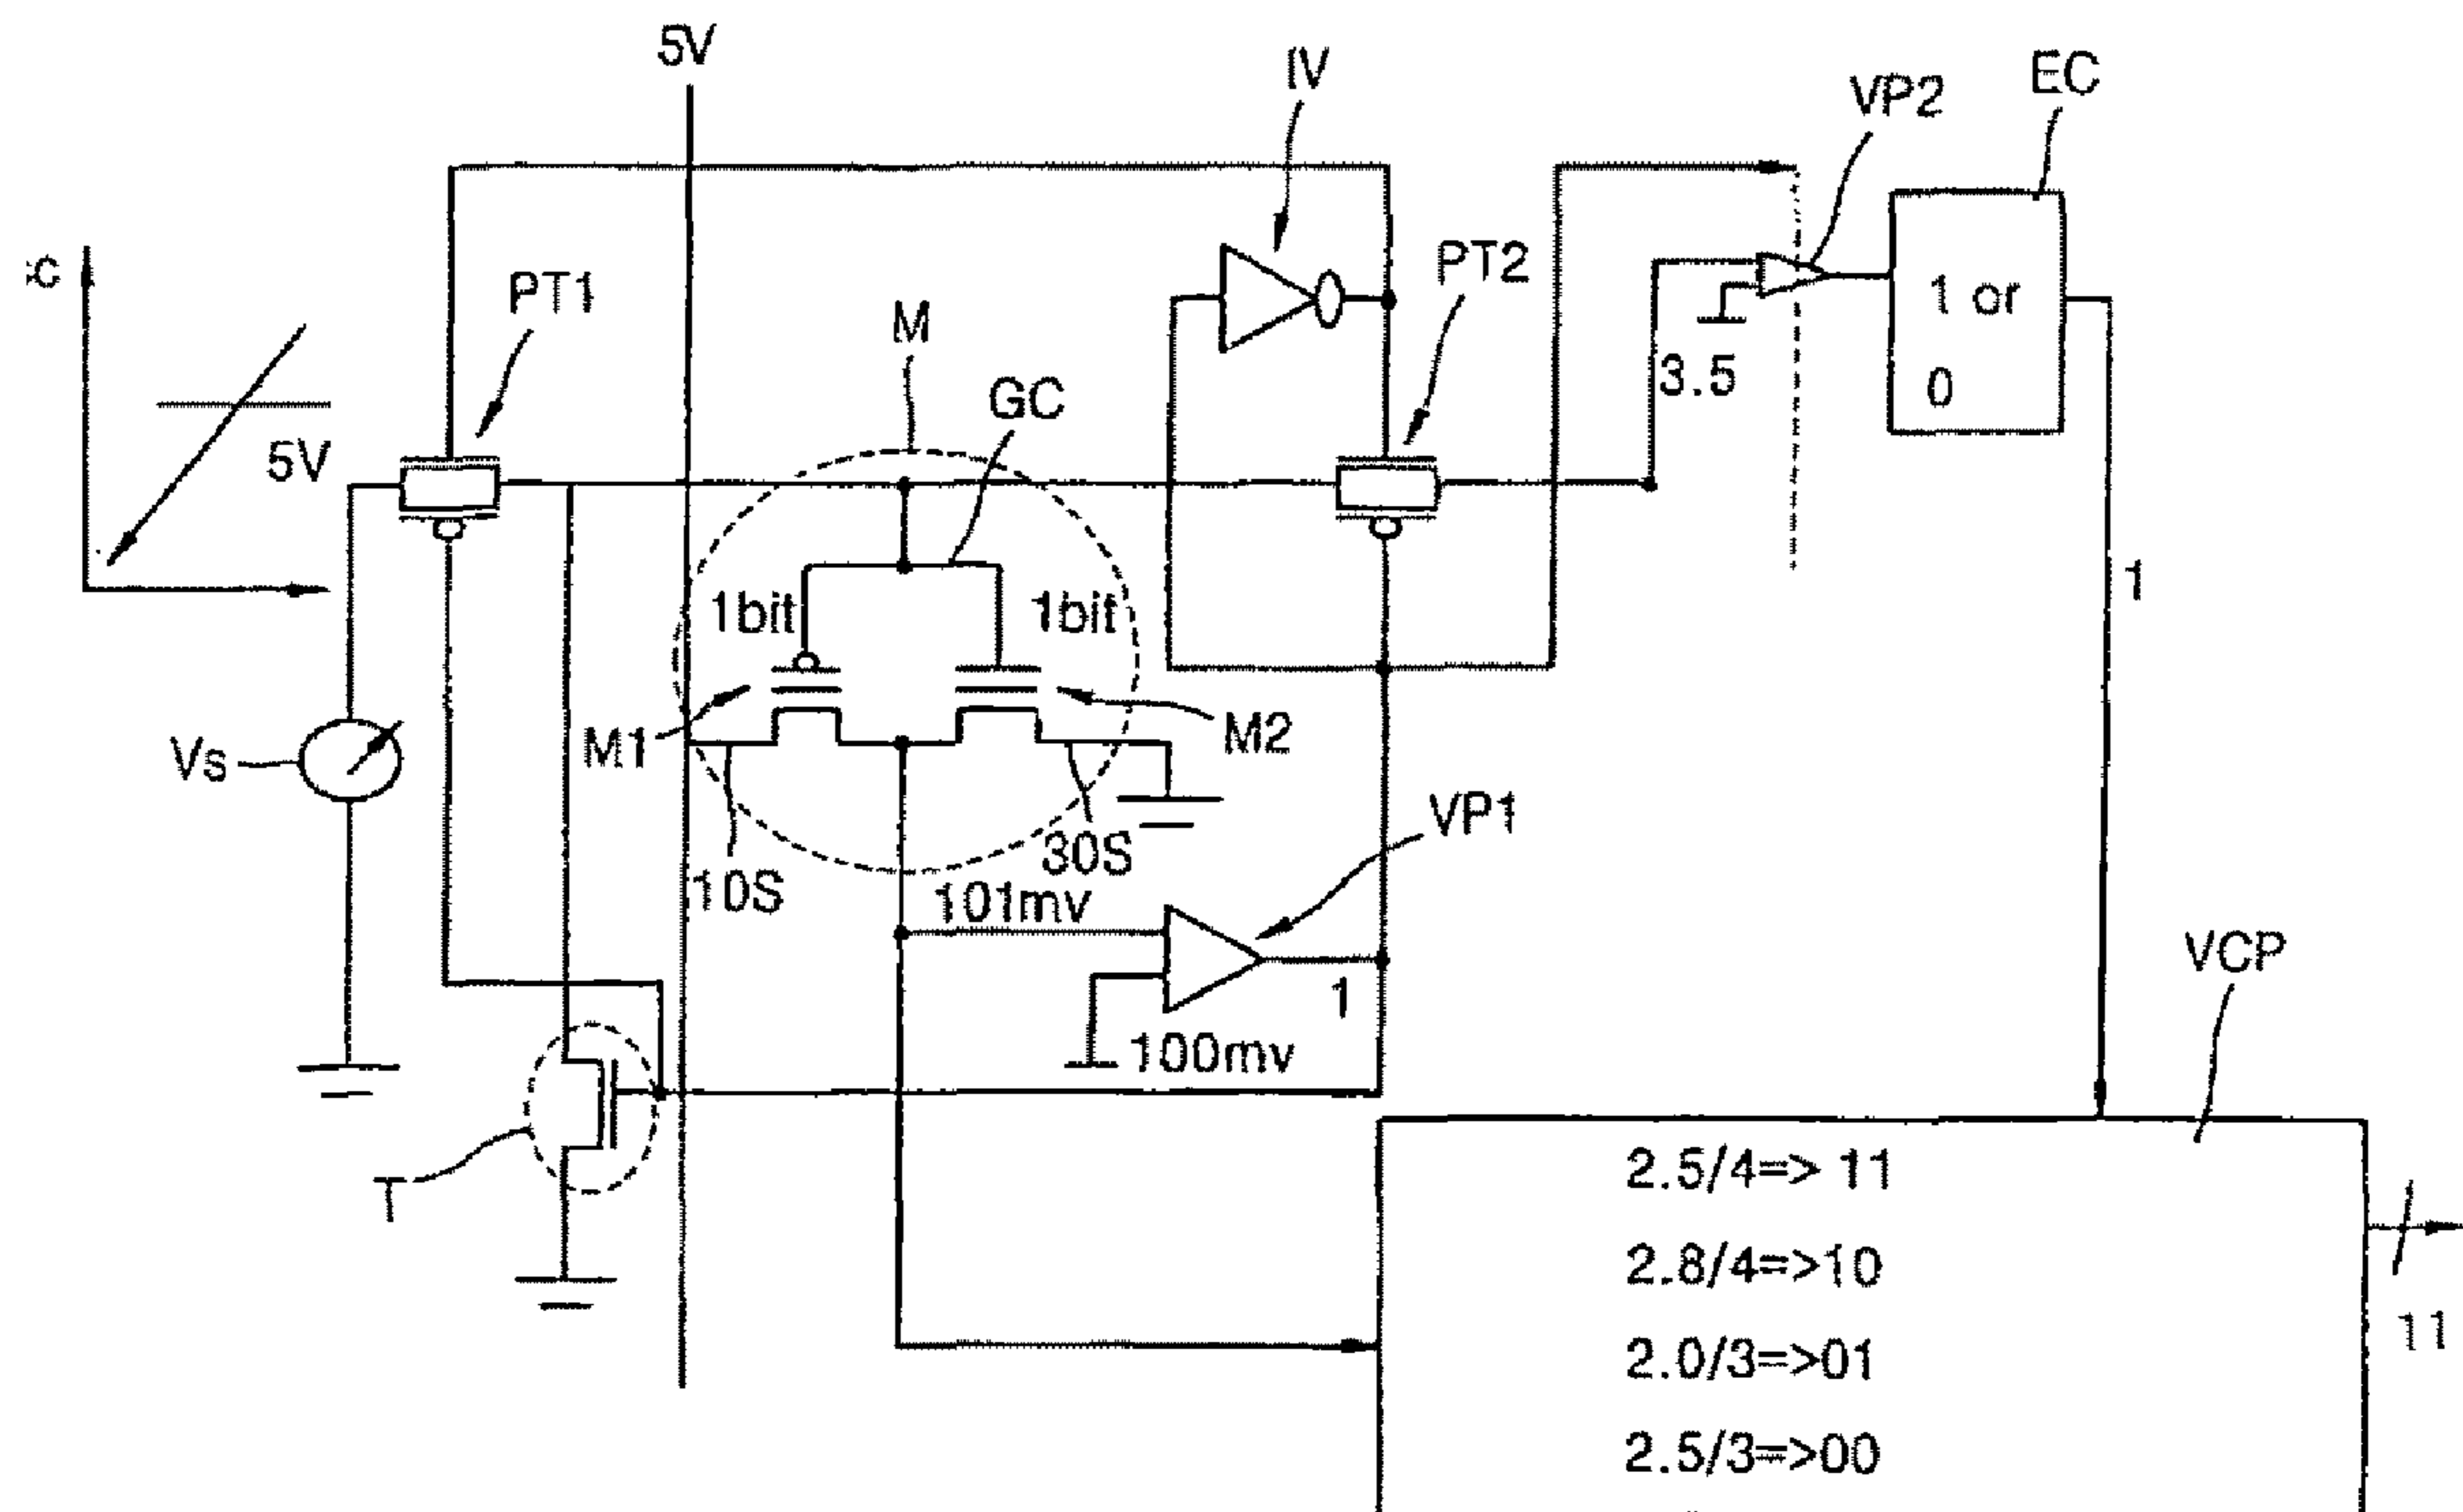 5V
IV
VP2
EC
PT1
PT2
M
GC
1 or
0
3.5
5V
1bit
1bit
1
M1
M2
Vs
10S
30S
VP1
101mv
1
100mv
VCP
T
2.5/4=> 11
2.8/4=>10
2.0/3=>01
2.5/3=>00
11